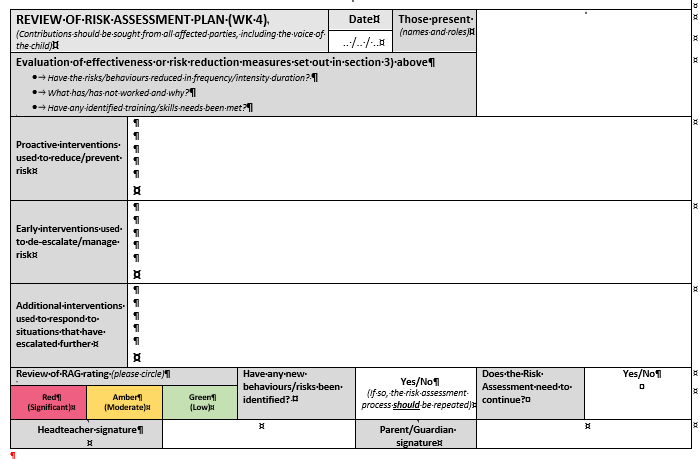 REVIEW OF RISK ASSESSMENT PLAN (WK 4)
(Contributions should be sought from all affected parties, including the voice of
the child)
Date
../../..
Those present
(names and roles)
Evaluation of effectiveness or risk reduction measures set out in section 3) above
Have the risks/behaviours reduced in frequency/intensity duration?
What has/has not worked and why?
Have any identified training/skills needs been met?
Proactive interventions
used to reduce/prevent
risk
Early interventions used
to de-escalate/manage
risk
Additional interventions
used to respond to
situations that have
escalated further
Review of RAG rating (please circle)
Red
(Significant)
Amber
(Moderate)
Green
(Low)
Have any new
behaviours/risks been
identified?
Yes/No
(If so, the risk assessment
process should be repeated)
Does the Risk
Assessment need to
continue?
Yes/No
Headteacher signature
Parent/Guardian
signature